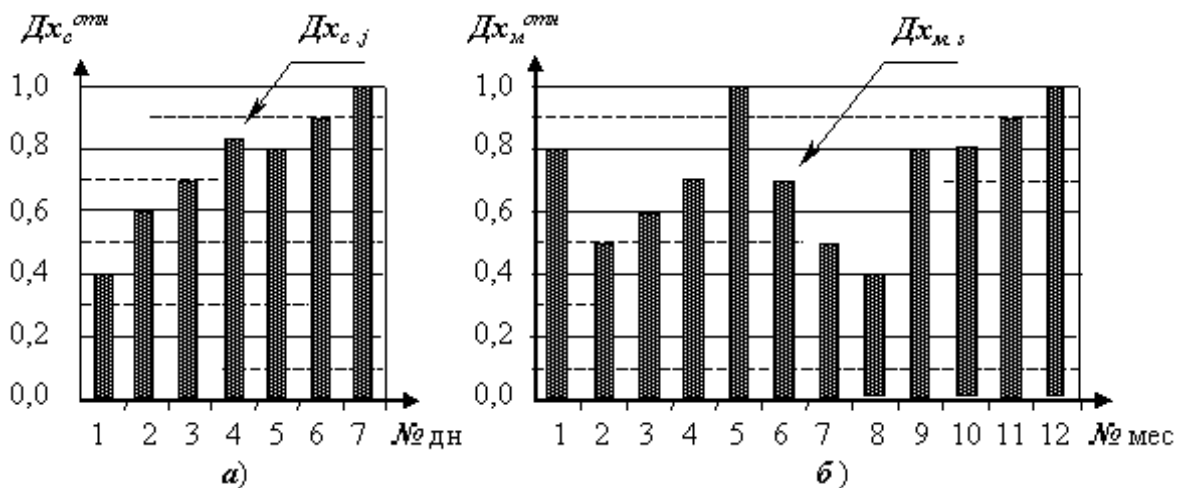 Дх_с^отн Дх_с.j Дх_м^отн Дх_м.s
1,0 1,0
0,8 0,8
0,6 0,6
0,4 0,4
0,2 0,2
0,0 0,0
1 2 3 4 5 6 7 № дн 1 2 3 4 5 6 7 8 9 10 11 12 № мес
а) б)